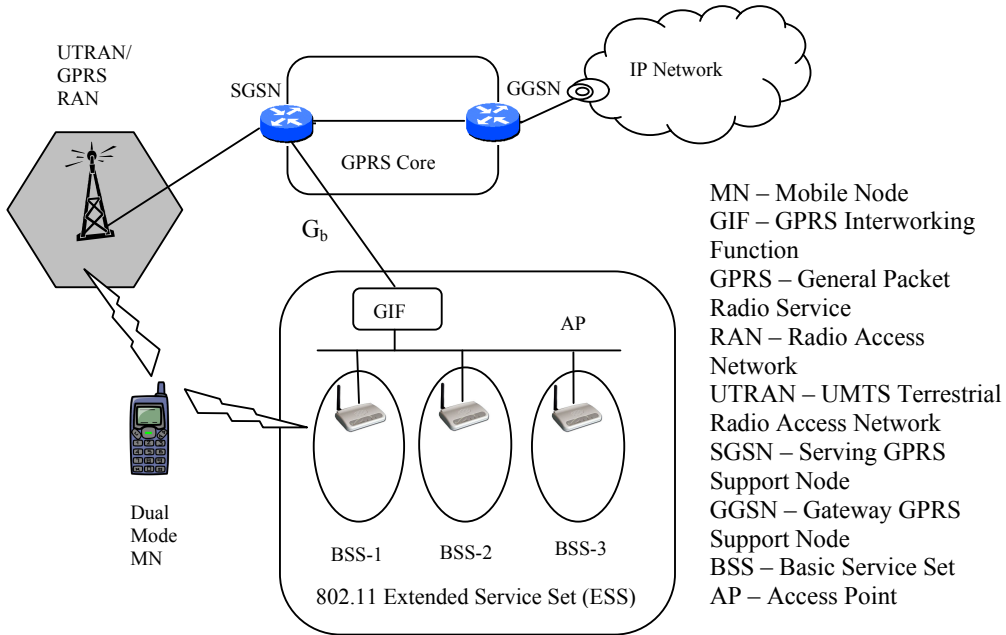 UTRAN/
GPRS
RAN
SGSN
GGSN
IP Network
GPRS Core
Gb
GIF
AP
Dual
Mode
MN
BSS-1
BSS-2
BSS-3
802.11 Extended Service Set (ESS)
MN – Mobile Node
GIF – GPRS Interworking
Function
GPRS – General Packet
Radio Service
RAN – Radio Access
Network
UTRAN – UMTS Terrestrial
Radio Access Network
SGSN – Serving GPRS
Support Node
GGSN – Gateway GPRS
Support Node
BSS – Basic Service Set
AP – Access Point